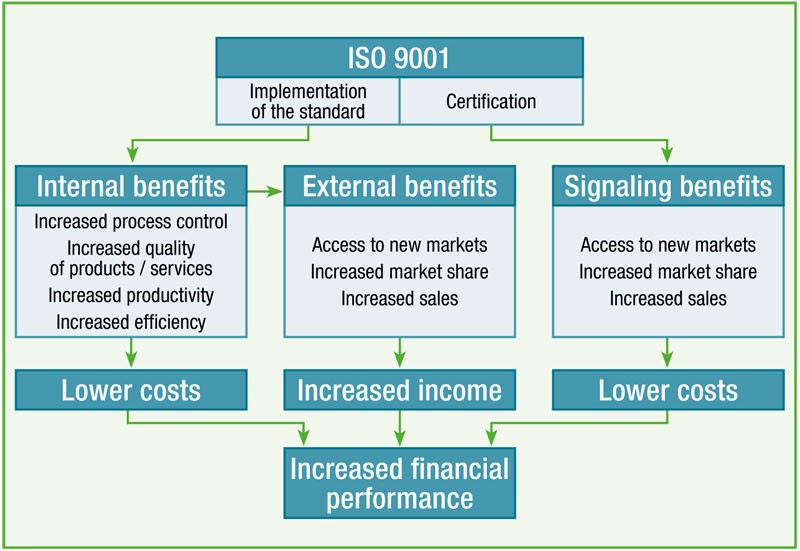 ISO 9001
Implementation
of the standard
Certification
Internal benefits
Increased process control
Increased quality
of products / services
Increased productivity
Increased efficiency
External benefits
Access to new markets
Increased market share
Increased sales
Signaling benefits
Access to new markets
Increased market share
Increased sales
Lower costs
Increased income
Lower costs
Increased financial
performance